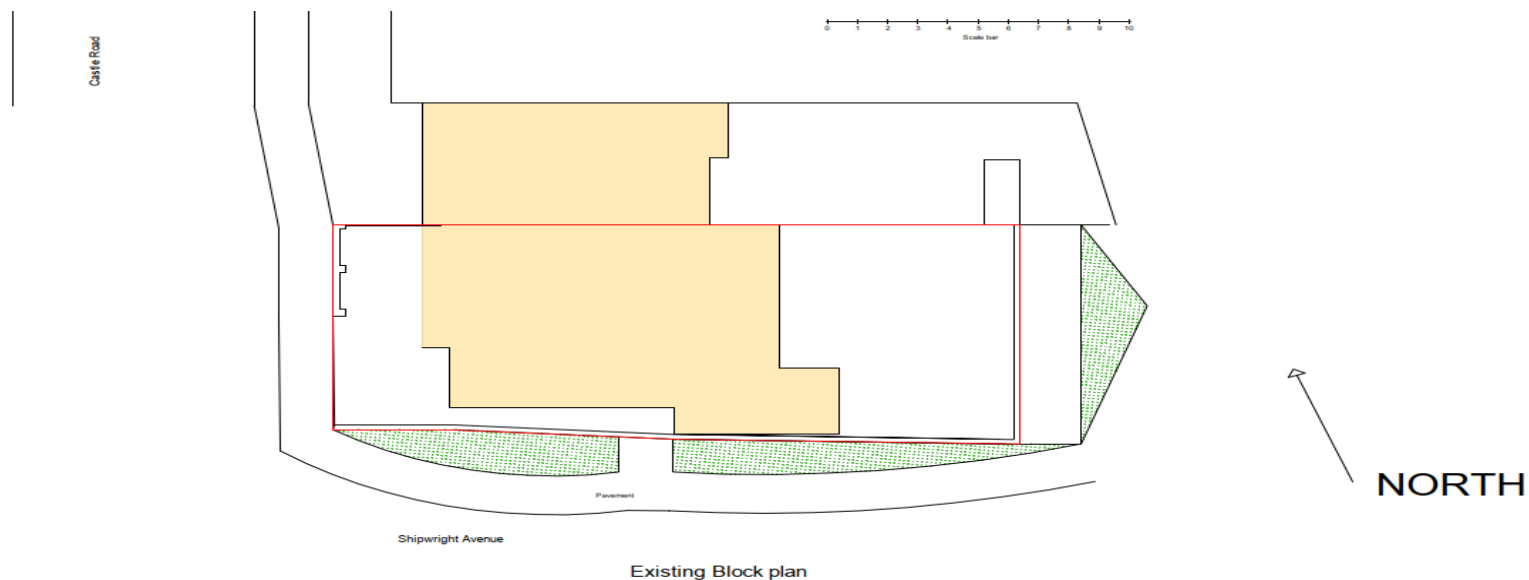 Castle Road
0 1 2 3 4 5 6 7 8 9 10
Scale bar
NORTH
Pavement
Shipwright Avenue
Existing Block plan